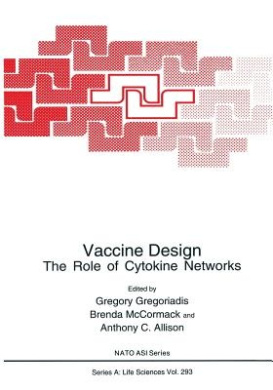 Vaccine Design
The Role of Cytokine Networks
Edited by
Gregory Gregoriadis
Brenda McCormack and
Anthony C. Allison
NATO ASI Series
Series A: Life Sciences Vol. 293